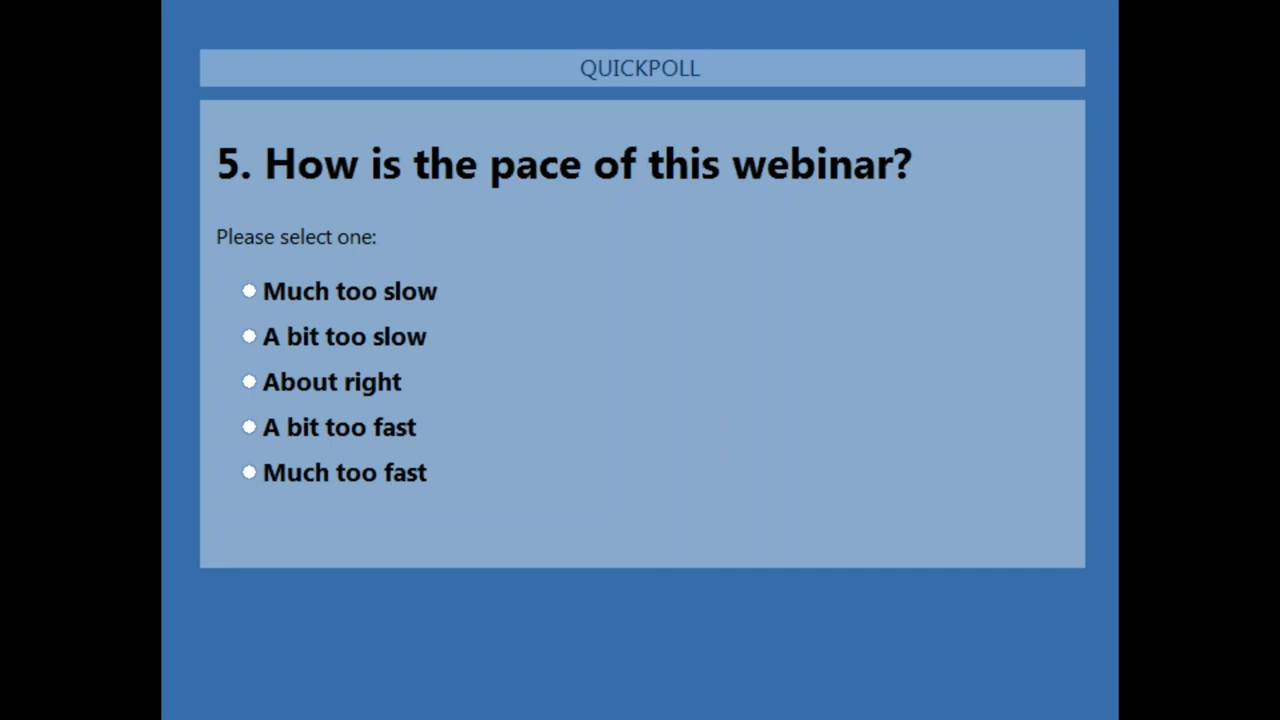 QUICKPOLL
5. How is the pace of this webinar?
Please select one:
Much too slow
A bit too slow
About right
A bit too fast
Much too fast